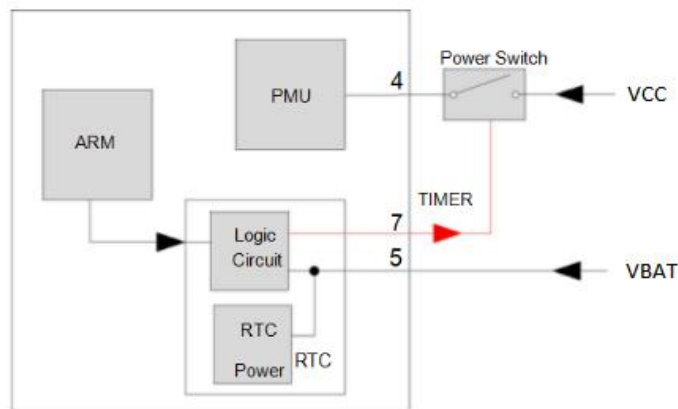 Power Switch
PMU
4
VCC
ARM
TIMER
7
Logic
Circuit
5
VBAT
RTC
Power
RTC